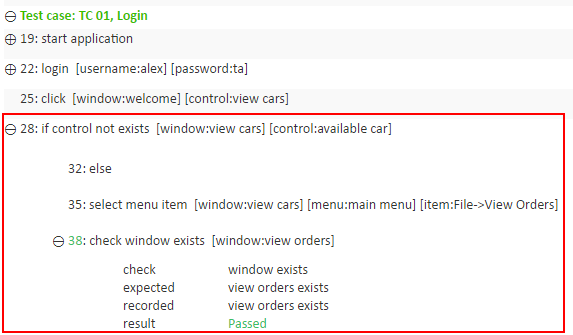 Test case: TC 01, Login
19: start application
22: login [username:alex] [password:ta]
25: click [window:welcome] [control:view cars]
28: if control not exists [window:view cars] [control:available car]
32: else
35: select menu item [window:view cars] [menu:main menu] [item:File->View Orders]
38: check window exists [window:view orders]
check window exists
expected view orders exists
recorded view orders exists
result Passed